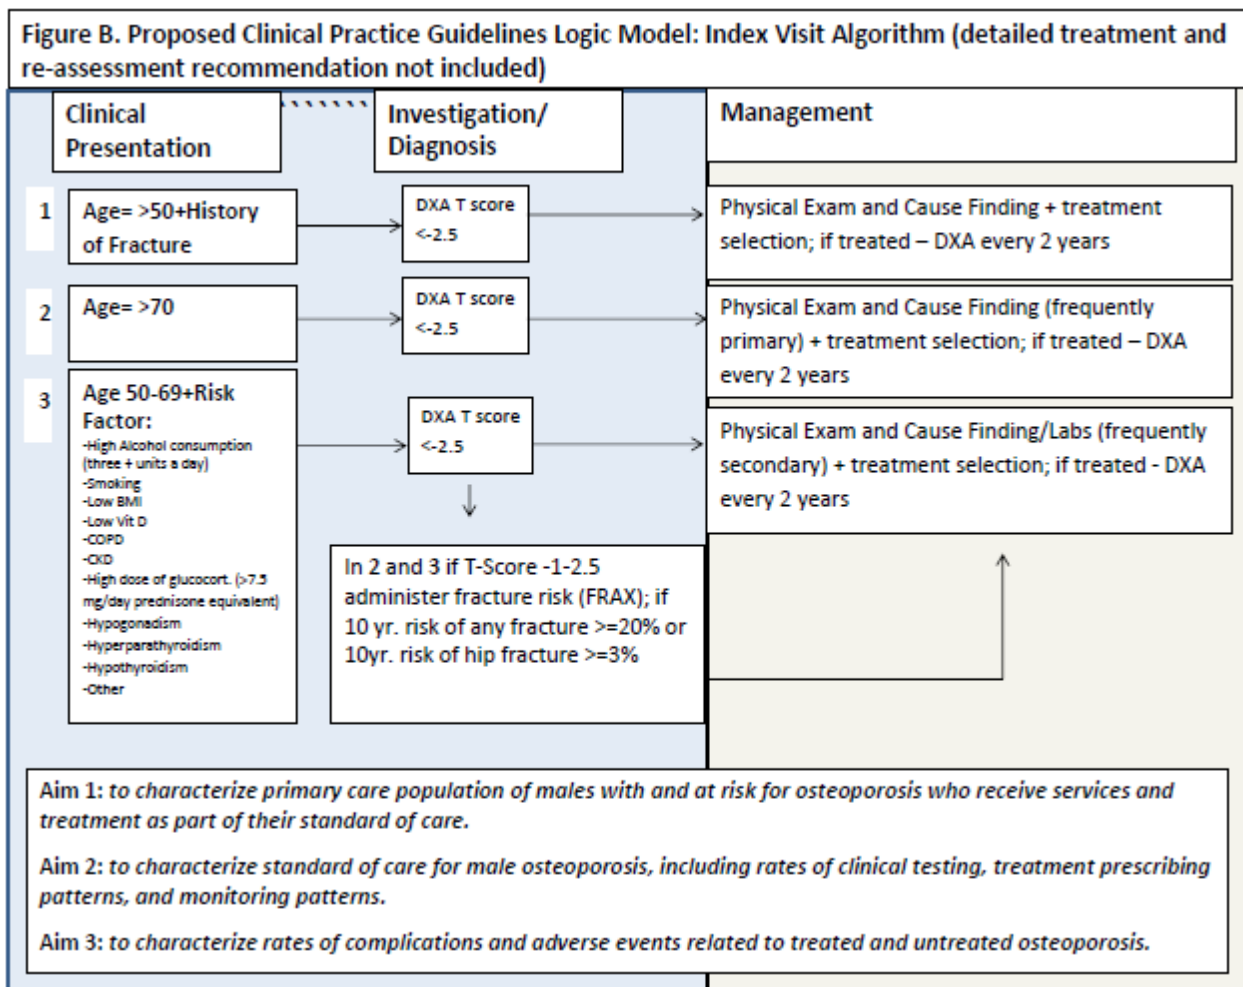 Figure B. Proposed Clinical Practice Guidelines Logic Model: Index Visit Algorithm (detailed treatment and
re-assessment recommendation not included)
Clinical
Presentation
Investigation/
Diagnosis
Management
1
Age= >50+History
of Fracture
DXA T score
<-2.5
Physical Exam and Cause Finding + treatment
selection; if treated – DXA every 2 years
2
Age= >70
DXA T score
<-2.5
Physical Exam and Cause Finding (frequently
primary) + treatment selection; if treated – DXA
every 2 years
3
Age 50-69+Risk
Factor:
-High Alcohol consumption
(three + units a day)
-Smoking
-Low BMI
-Low Vit D
-COPD
-CKD
-High dose of glucocort. (>7.5
mg/day prednisone equivalent)
-Hypogonadism
-Hyperparathyroidism
-Hypothyroidism
-Other
DXA T score
<-2.5
Physical Exam and Cause Finding/Labs (frequently
secondary) + treatment selection; if treated - DXA
every 2 years
In 2 and 3 if T-Score -1-2.5
administer fracture risk (FRAX); if
10 yr. risk of any fracture >=20% or
10yr. risk of hip fracture >=3%
Aim 1: to characterize primary care population of males with and at risk for osteoporosis who receive services and
treatment as part of their standard of care.
Aim 2: to characterize standard of care for male osteoporosis, including rates of clinical testing, treatment prescribing
patterns, and monitoring patterns.
Aim 3: to characterize rates of complications and adverse events related to treated and untreated osteoporosis.